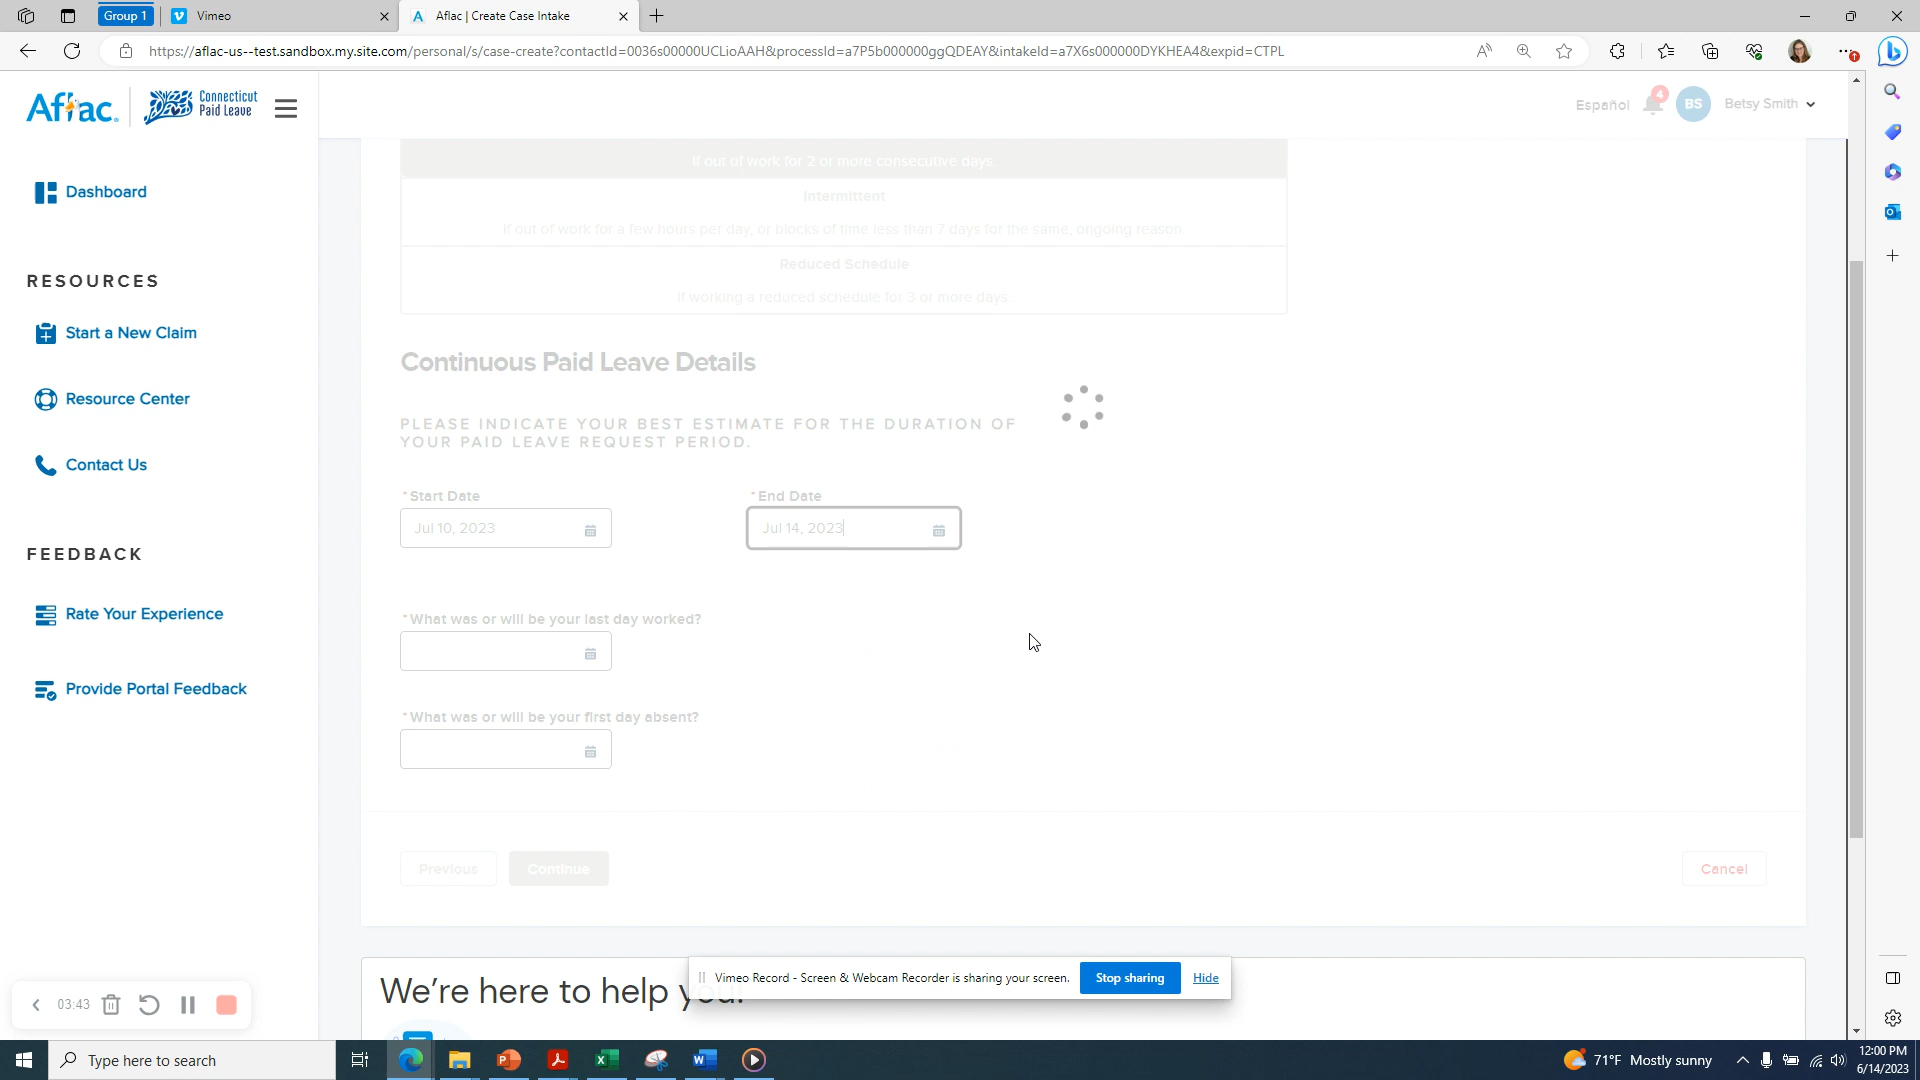 Group 1
Vimeo
Aflac | Create Case Intake
https://aflac-us--test.sandbox.my.site.com/personal/s/case-create?contactId=0036s00000UCLioAAH&processId=a7P5b000000ggQDEAY&intakeId=a7X6s000000DYKHEA4&expid=CTPL
Aflac
Connecticut
Paid Leave
Español
4
BS
Betsy Smith
Dashboard
RESOURCES
Start a New Claim
Resource Center
Contact Us
FEEDBACK
Rate Your Experience
Provide Portal Feedback
If out of work for 2 or more consecutive days.
Intermittent
If out of work for a few hours per day, or blocks of time less than 7 days for the same, ongoing reason.
Reduced Schedule
If working a reduced schedule for 3 or more days.
Continuous Paid Leave Details
PLEASE INDICATE YOUR BEST ESTIMATE FOR THE DURATION OF
YOUR PAID LEAVE REQUEST PERIOD.
*Start Date
*End Date
Jul 10, 2023
Jul 14, 2023
*What was or will be your last day worked?
*What was or will be your first day absent?
Previous
Continue
Cancel
We're here to help you!
Vimeo Record - Screen & Webcam Recorder is sharing your screen.
Stop sharing
Hide
03:43
Type here to search
71°F Mostly sunny
12:00 PM
6/14/2023